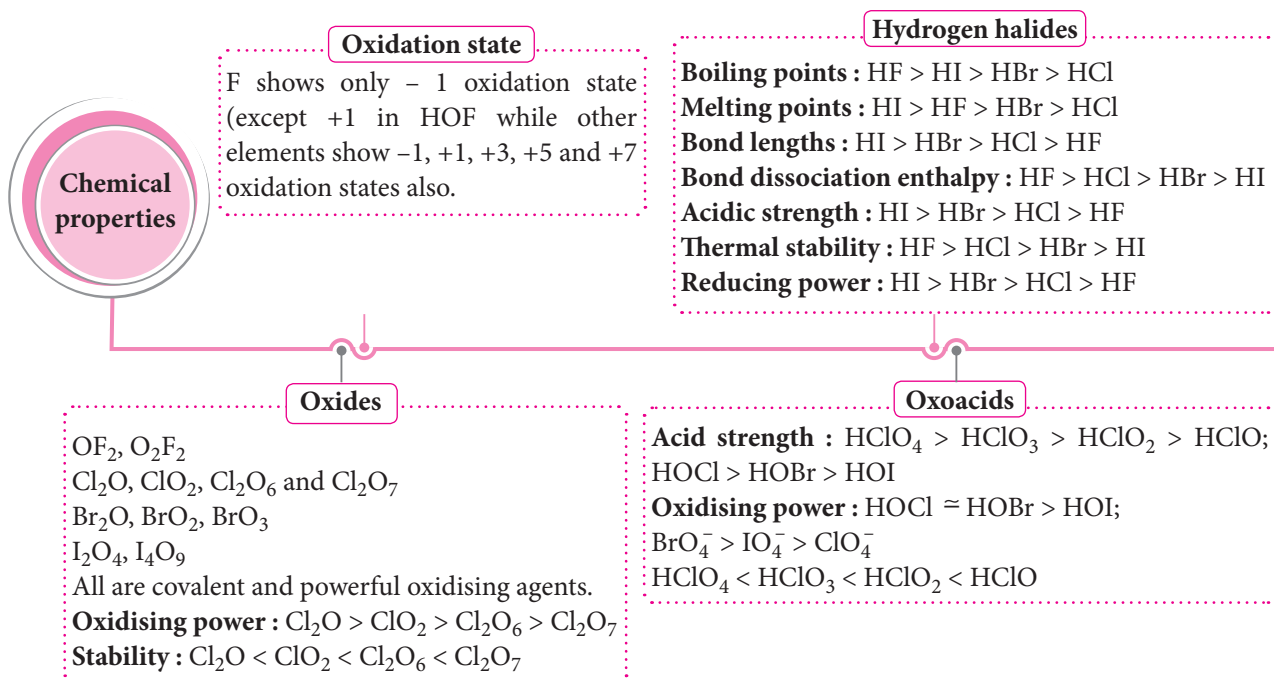 Chemical
properties
Oxidation state
F shows only – 1 oxidation state
(except +1 in HOF while other
elements show –1, +1, +3, +5 and +7
oxidation states also.
Hydrogen halides
Boiling points : HF > HI > HBr > HCl
Melting points : HI > HF > HBr > HCl
Bond lengths : HI > HBr > HCl > HF
Bond dissociation enthalpy : HF > HCl > HBr > HI
Acidic strength : HI > HBr > HCl > HF
Thermal stability : HF > HCl > HBr > HI
Reducing power : HI > HBr > HCl > HF
Oxides
OF₂, O₂F₂
Cl₂O, ClO₂, Cl₂O₆ and Cl₂O₇
Br₂O, BrO₂, BrO₃
I₂O₄, I₄O₉
All are covalent and powerful oxidising agents.
Oxidising power : Cl₂O > ClO₂ > Cl₂O₆ > Cl₂O₇
Stability : Cl₂O < ClO₂ < Cl₂O₆ < Cl₂O₇
Oxoacids
Acid strength : HClO₄ > HClO₃ > HClO₂ > HClO;
HOCl > HOBr > HOI
Oxidising power : HOCl ≃ HOBr > HOI;
BrO₄⁻ > IO₄⁻ > ClO₄⁻
HClO₄ < HClO₃ < HClO₂ < HClO